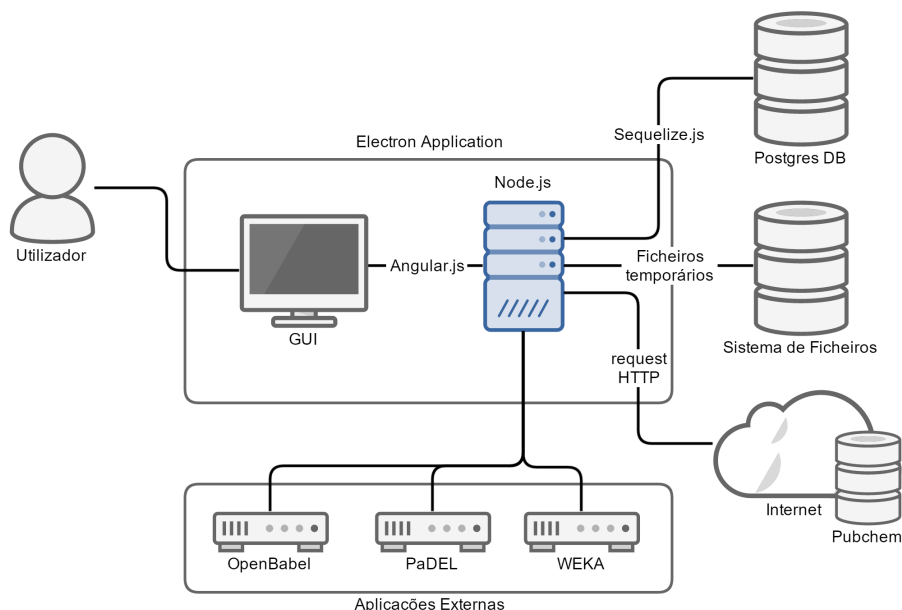 Postgres DB
Sequelize.js
Electron Application
Node.js
Utilizador
Angular.js
Ficheiros
temporários
GUI
Sistema de Ficheiros
request
HTTP
Internet
Pubchem
OpenBabel
PaDEL
WEKA
Aplicações Externas